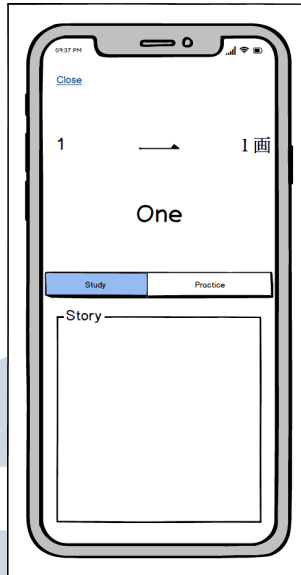 09:37 PM
Close
1 一 1画
One
Study Practice
Story